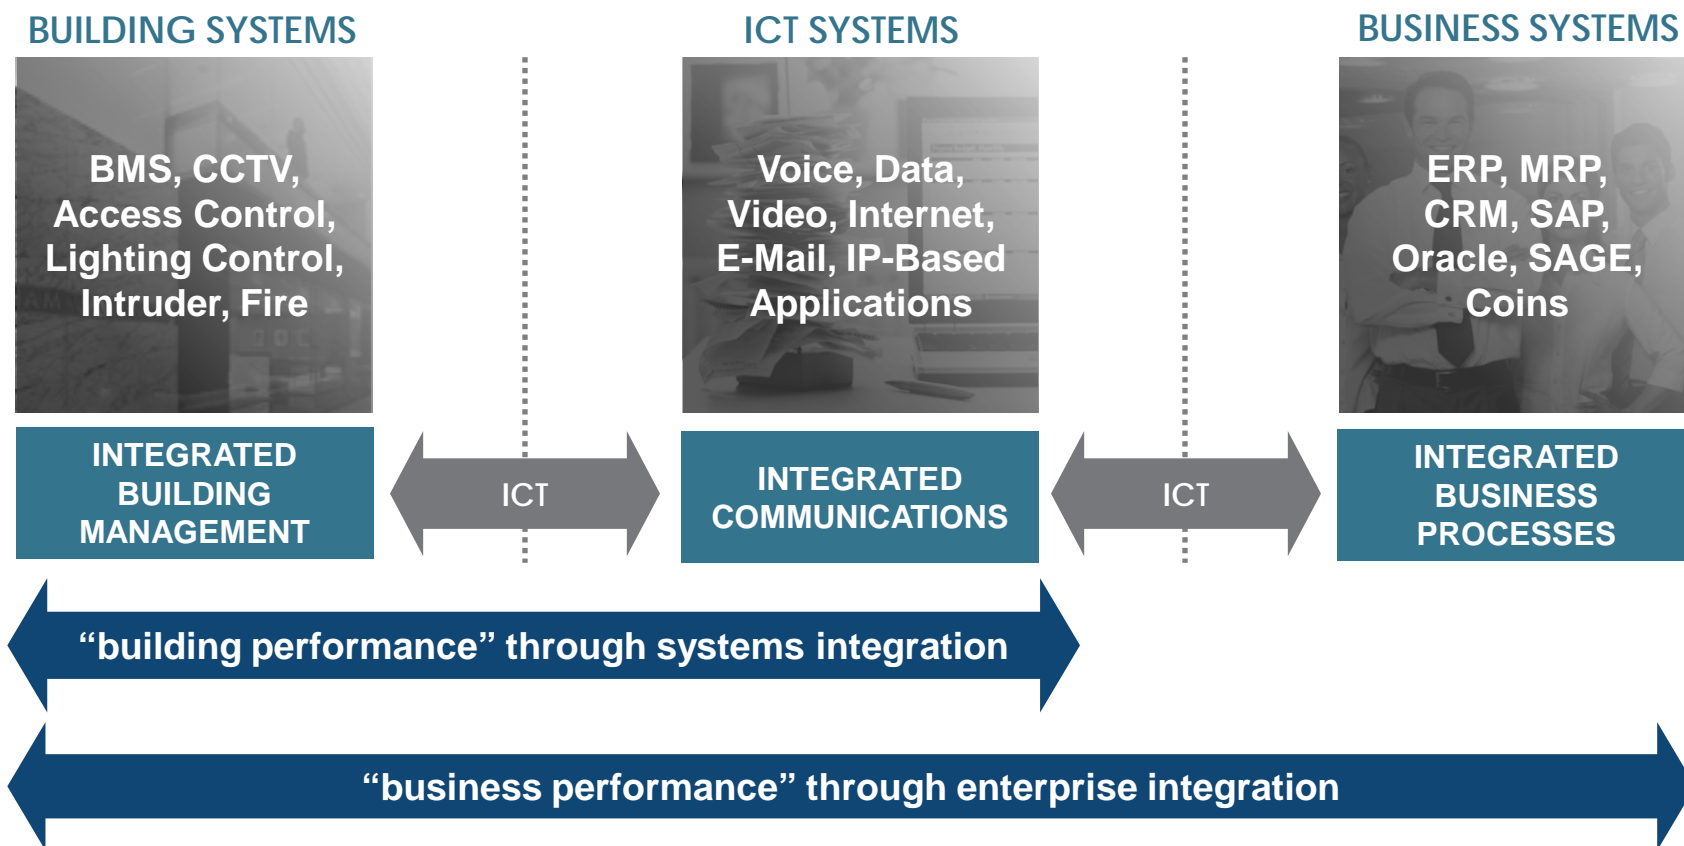 BUILDING SYSTEMS
ICT SYSTEMS
BUSINESS SYSTEMS
BMS, CCTV,
Access Control,
Lighting Control,
Intruder, Fire
Voice, Data,
Video, Internet,
E-Mail, IP-Based
Applications
ERP, MRP,
CRM, SAP,
Oracle, SAGE,
Coins
INTEGRATED
BUILDING
MANAGEMENT
ICT
INTEGRATED
COMMUNICATIONS
ICT
INTEGRATED
BUSINESS
PROCESSES
“building performance” through systems integration
“business performance” through enterprise integration